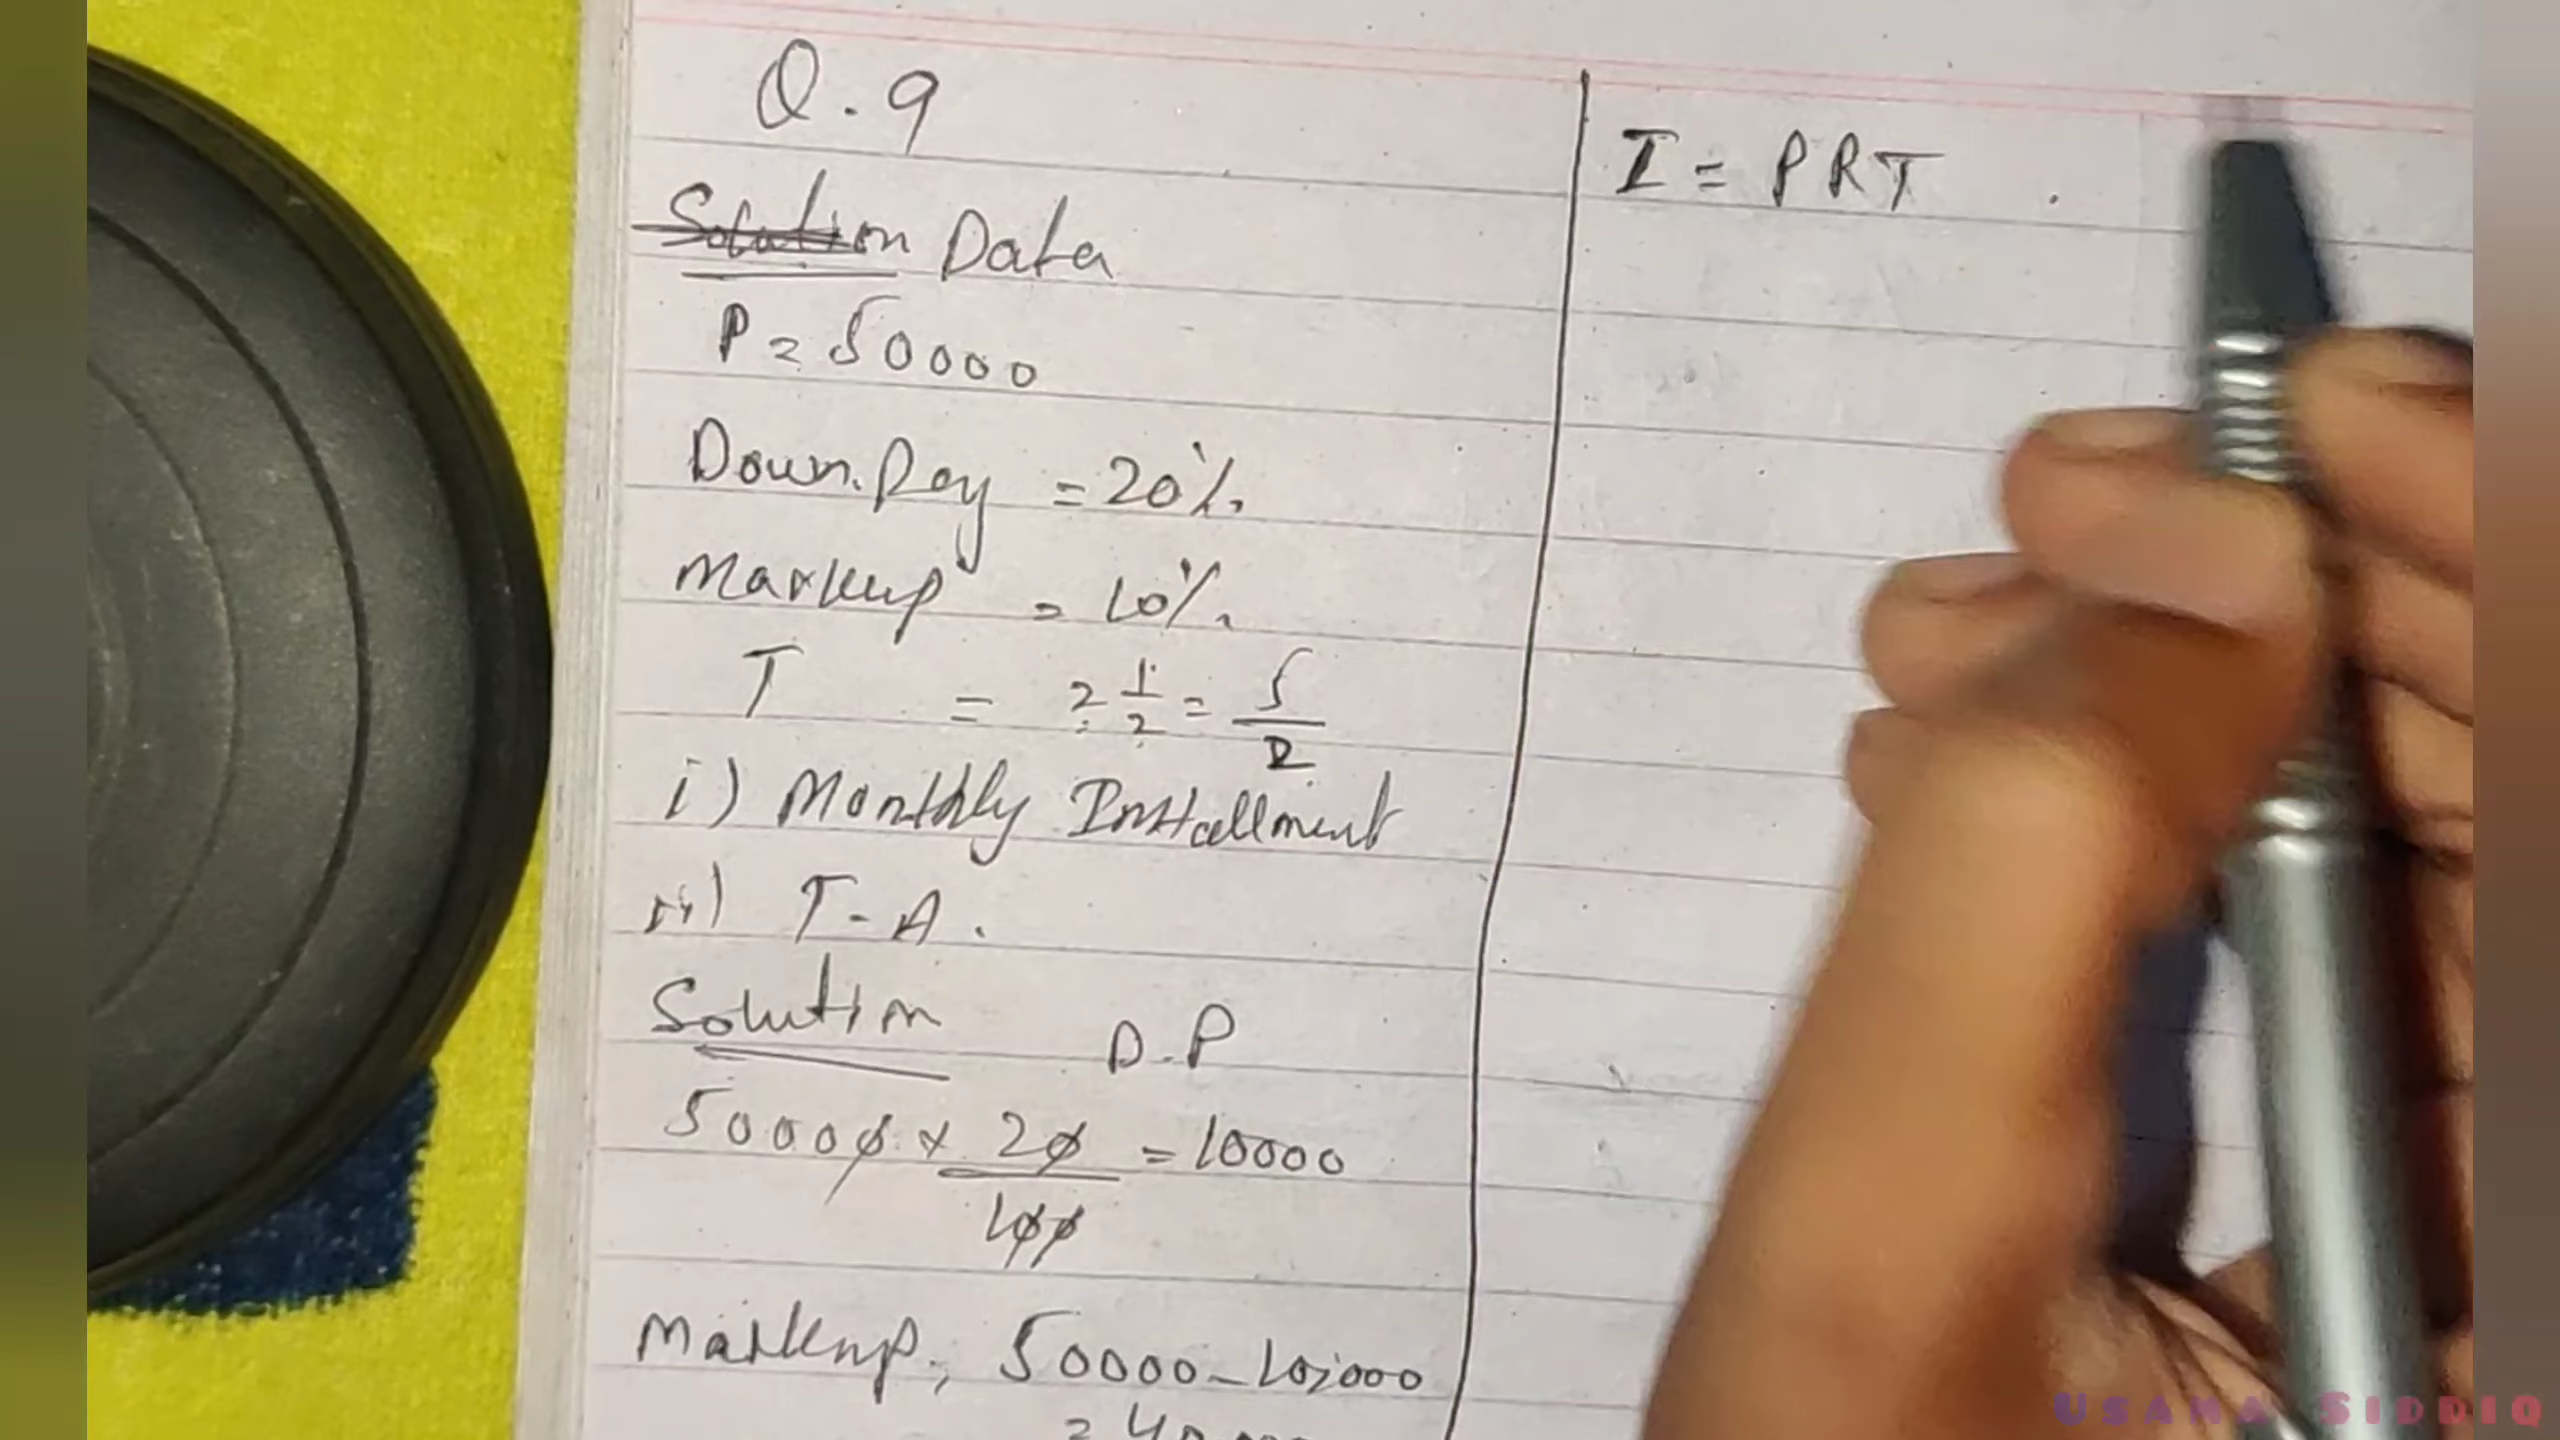 Q.9
Solution Data
P = 50000
Down.Pay = 20%.
Markup = 10%.
T = 2 1/2 = 5/2
i) Monthly Installment
ii) T-A.
Solution D.P
50000 x 20/100 = 10000
Markup, 50000-10,000
I = PRT
USAMA SIDDIQ